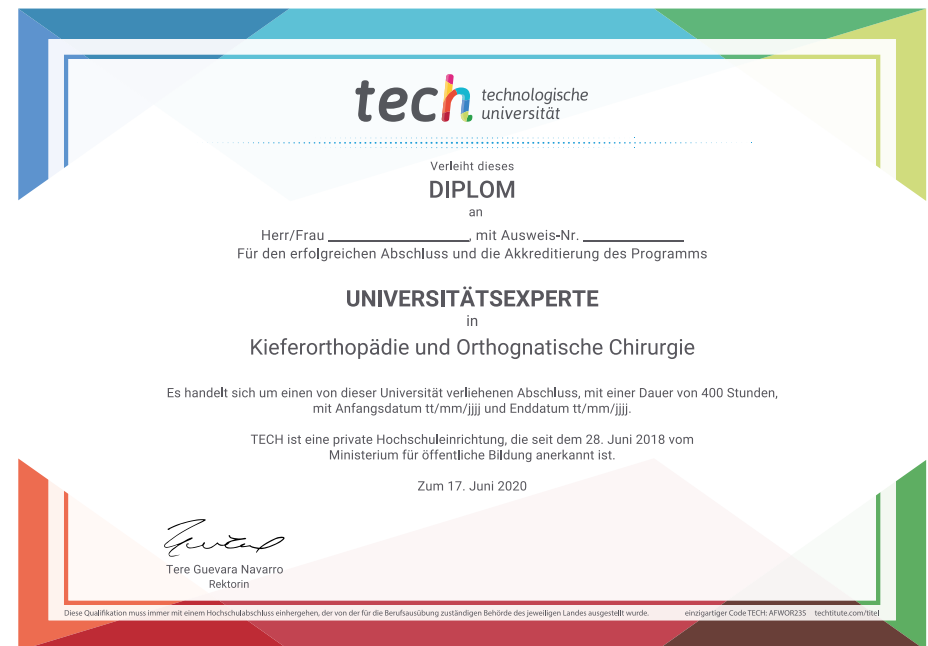 tech technologische
universität
Verleiht dieses
DIPLOM
an
Herr/Frau ____________________, mit Ausweis-Nr. ______________
Für den erfolgreichen Abschluss und die Akkreditierung des Programms
UNIVERSITÄTSEXPERTE
in
Kieferorthopädie und Orthognatische Chirurgie
Es handelt sich um einen von dieser Universität verliehenen Abschluss, mit einer Dauer von 400 Stunden,
mit Anfangsdatum tt/mm/jjjj und Enddatum tt/mm/jjjj.
TECH ist eine private Hochschuleinrichtung, die seit dem 28. Juni 2018 vom
Ministerium für öffentliche Bildung anerkannt ist.
Zum 17. Juni 2020
Tere Guevara Navarro
Rektorin
Diese Qualifikation muss immer mit einem Hochschulabschluss einhergehen, der von der für die Berufsausübung zuständigen Behörde des jeweiligen Landes ausgestellt wurde. einzigartiger Code TECH: AFWOR23S techtitute.com/titel